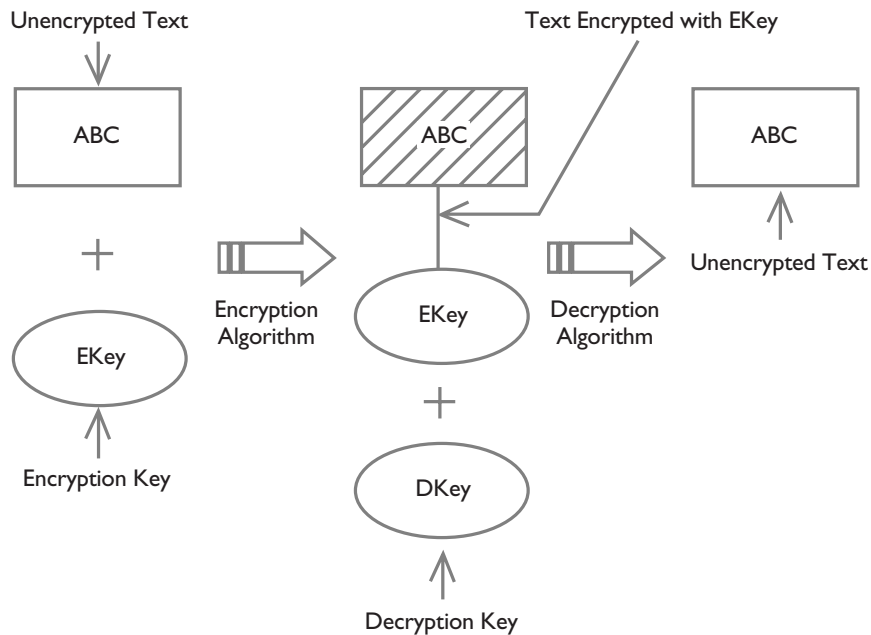 Unencrypted Text
Text Encrypted with EKey
ABC
ABC
ABC
Unencrypted Text
Encryption
Algorithm
Decryption
Algorithm
EKey
EKey
Encryption Key
DKey
Decryption Key